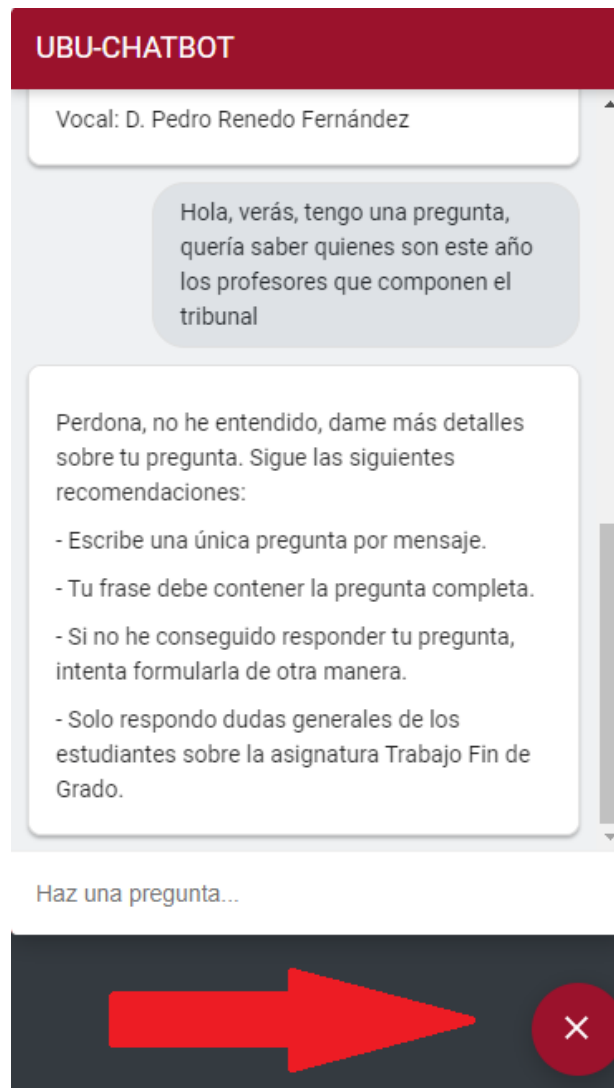 UBU-CHATBOT
Vocal: D. Pedro Renedo Fernández
Hola, verás, tengo una pregunta,
quería saber quienes son este año
los profesores que componen el
tribunal
Perdona, no he entendido, dame más detalles
sobre tu pregunta. Sigue las siguientes
recomendaciones:
- Escribe una única pregunta por mensaje.
- Tu frase debe contener la pregunta completa.
- Si no he conseguido responder tu pregunta,
intenta formularla de otra manera.
- Solo respondo dudas generales de los
estudiantes sobre la asignatura Trabajo Fin de
Grado.
Haz una pregunta...